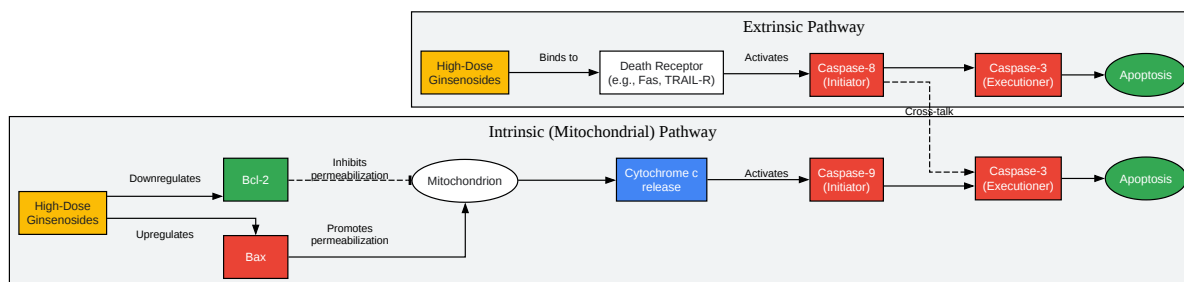 Extrinsic Pathway
High-Dose
Ginsenosides
Binds to
Death Receptor
(e.g., Fas, TRAIL-R)
Activates
Caspase-8
(Initiator)
Caspase-3
(Executioner)
Apoptosis
Cross-talk
Intrinsic (Mitochondrial) Pathway
High-Dose
Ginsenosides
Downregulates
Bcl-2
Inhibits
permeabilization
Mitochondrion
Cytochrome c
release
Activates
Caspase-9
(Initiator)
Caspase-3
(Executioner)
Apoptosis
Upregulates
Bax
Promotes
permeabilization